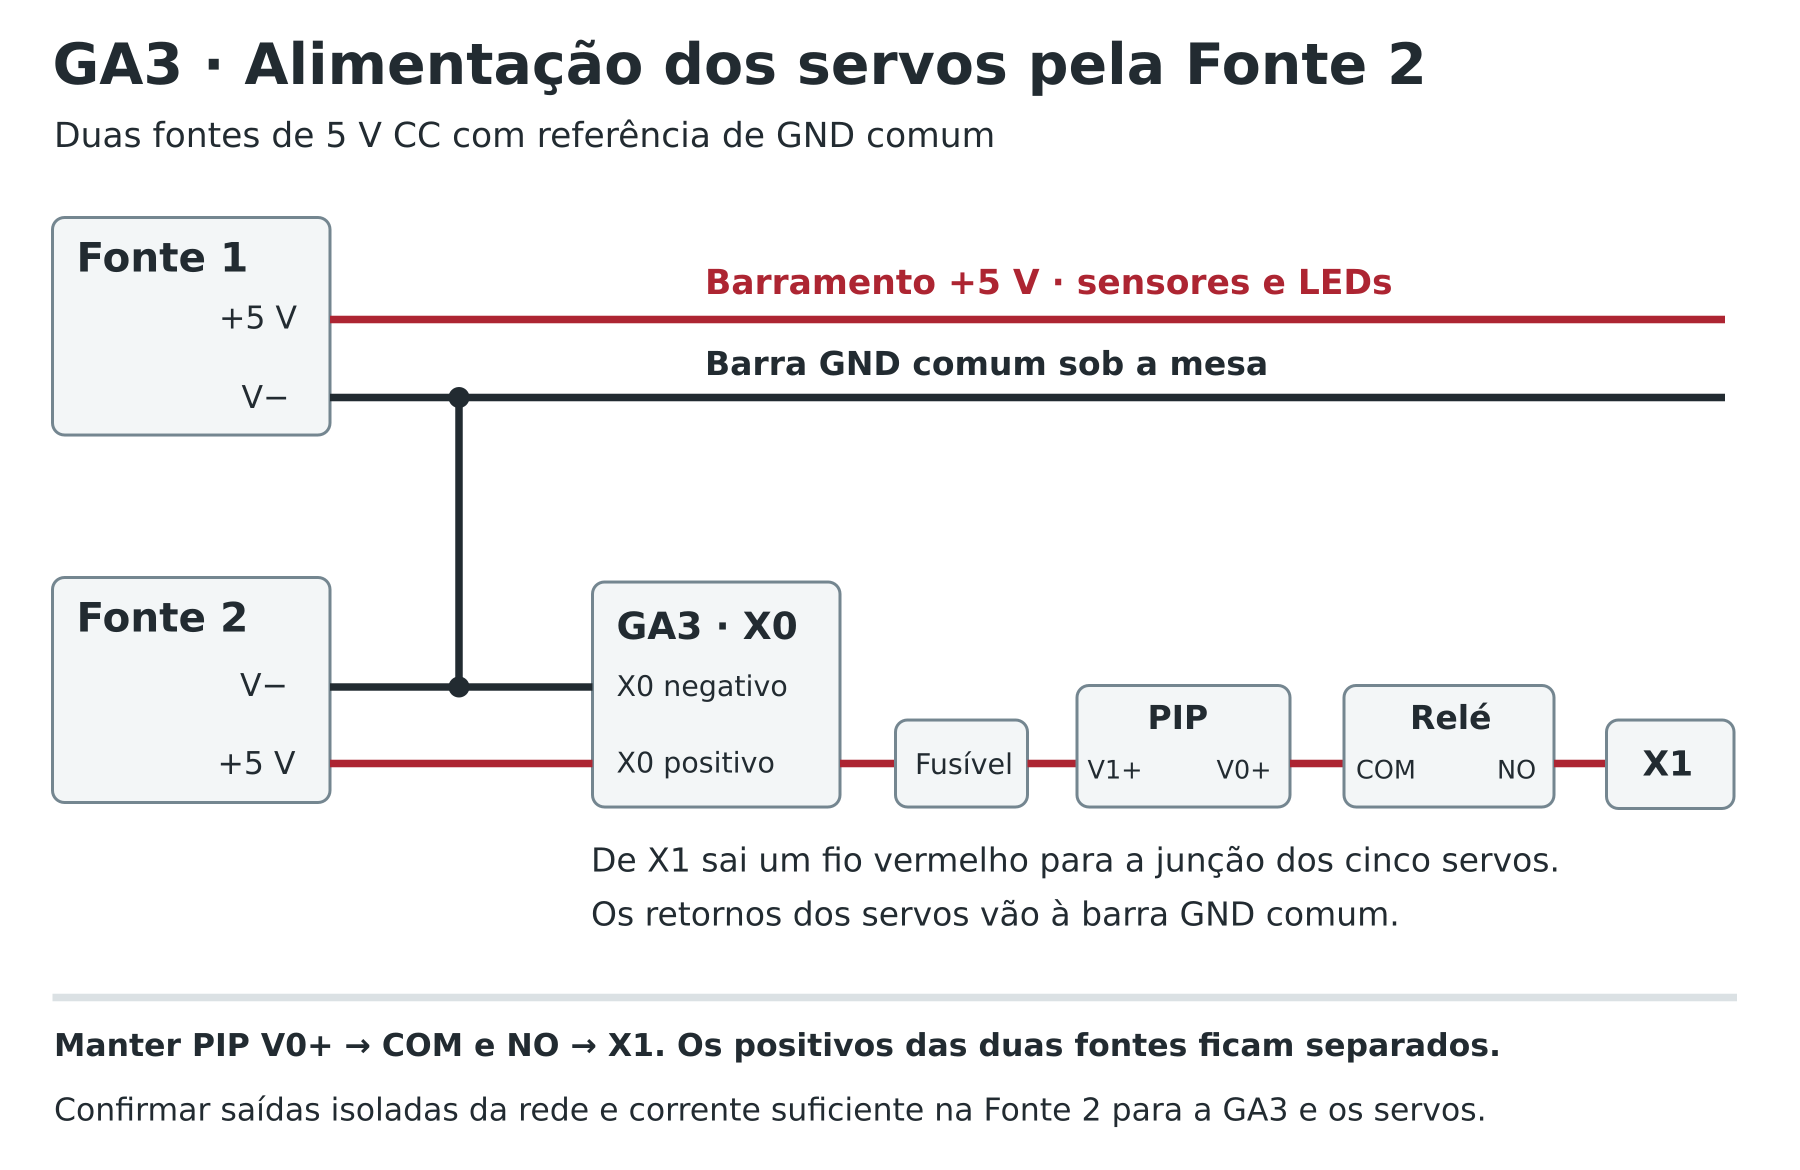 GA3 · Alimentação dos servos pela Fonte 2
Duas fontes de 5 V CC com referência de GND comum
Fonte 1
+5 V
V−
Barramento +5 V · sensores e LEDs
Barra GND comum sob a mesa
Fonte 2
V−
+5 V
GA3 · X0
X0 negativo
X0 positivo
Fusível
PIP
V1+ V0+
Relé
COM NO
X1
De X1 sai um fio vermelho para a junção dos cinco servos.
Os retornos dos servos vão à barra GND comum.
Manter PIP V0+ → COM e NO → X1. Os positivos das duas fontes ficam separados.
Confirmar saídas isoladas da rede e corrente suficiente na Fonte 2 para a GA3 e os servos.